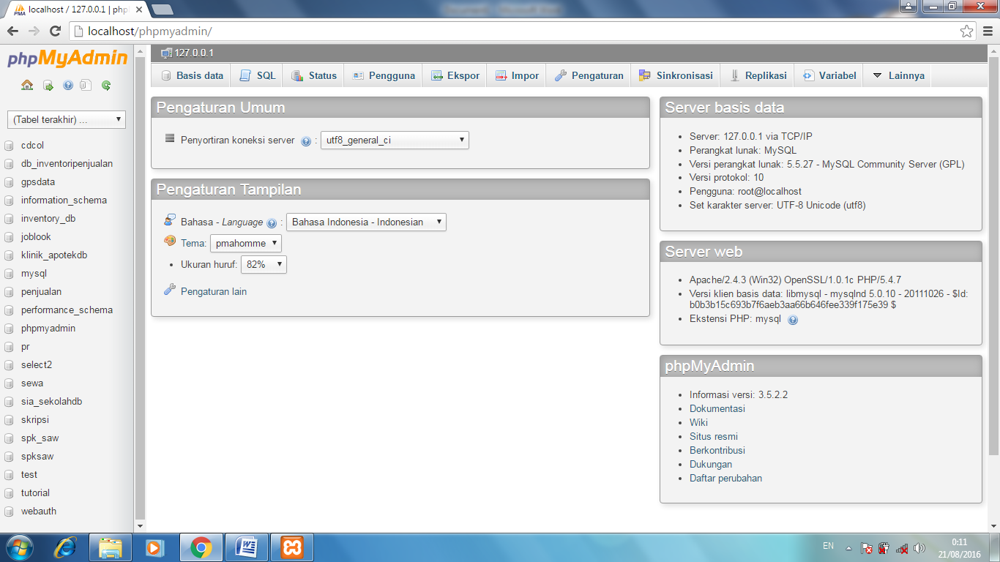 localhost / 127.0.0.1 | php
localhost/phpmyadmin/
phpMyAdmin
(Tabel terakhir) ...
cdcol
db_inventoripenjualan
gpsdata
information_schema
inventory_db
joblook
klinik_apotekdb
mysql
penjualan
performance_schema
phpmyadmin
pr
select2
sewa
sia_sekolahdb
skripsi
spk_saw
spksaw
test
tutorial
webauth
127.0.0.1
Basis data SQL Status Pengguna Ekspor Impor Pengaturan Sinkronisasi Replikasi Variabel Lainnya
Pengaturan Umum
Penyortiran koneksi server : utf8_general_ci
Pengaturan Tampilan
Bahasa - Language : Bahasa Indonesia - Indonesian
Tema: pmahomme
Ukuran huruf: 82%
Pengaturan lain
Server basis data
Server: 127.0.0.1 via TCP/IP
Perangkat lunak: MySQL
Versi perangkat lunak: 5.5.27 - MySQL Community Server (GPL)
Versi protokol: 10
Pengguna: root@localhost
Set karakter server: UTF-8 Unicode (utf8)
Server web
Apache/2.4.3 (Win32) OpenSSL/1.0.1c PHP/5.4.7
Versi klien basis data: libmysql - mysqlnd 5.0.10 - 20111026 - $Id:
b0b3b15c693b7f6aeb3aa66b646fee339f175e39 $
Ekstensi PHP: mysql
phpMyAdmin
Informasi versi: 3.5.2.2
Dokumentasi
Wiki
Situs resmi
Berkontribusi
Dukungan
Daftar perubahan
EN
0:11
21/08/2016